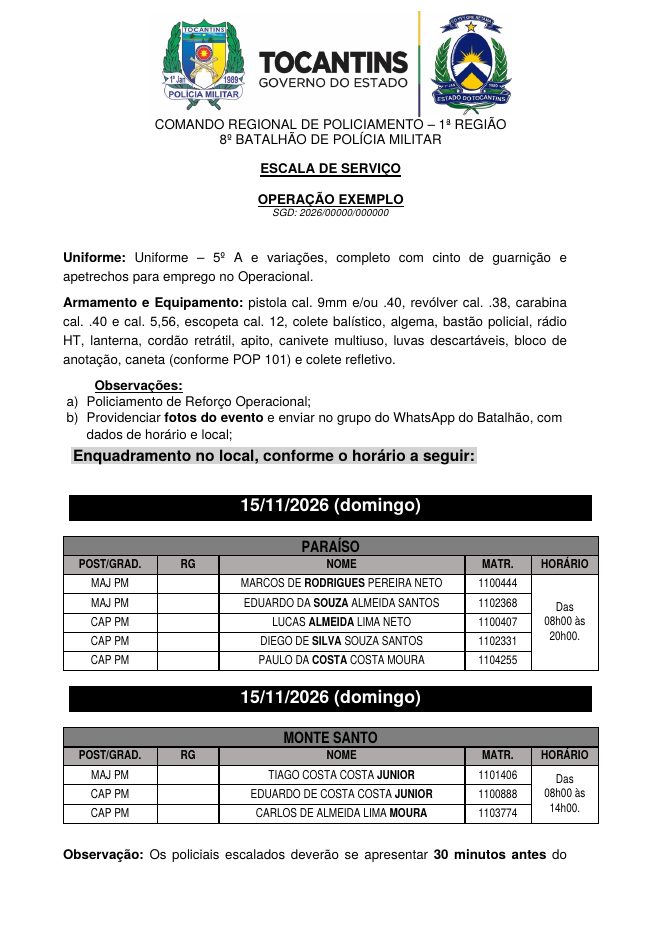 TOCANTINS
1º Jan 1989
POLÍCIA MILITAR
TOCANTINS
GOVERNO DO ESTADO
ESTADO DO TOCANTINS
COMANDO REGIONAL DE POLICIAMENTO – 1ª REGIÃO
8º BATALHÃO DE POLÍCIA MILITAR
ESCALA DE SERVIÇO
OPERAÇÃO EXEMPLO
SGD: 2026/00000/000000
Uniforme: Uniforme – 5º A e variações, completo com cinto de guarnição e
apetrechos para emprego no Operacional.
Armamento e Equipamento: pistola cal. 9mm e/ou .40, revólver cal. .38, carabina
cal. .40 e cal. 5,56, escopeta cal. 12, colete balístico, algema, bastão policial, rádio
HT, lanterna, cordão retrátil, apito, canivete multiuso, luvas descartáveis, bloco de
anotação, caneta (conforme POP 101) e colete refletivo.
Observações:
a) Policiamento de Reforço Operacional;
b) Providenciar fotos do evento e enviar no grupo do WhatsApp do Batalhão, com
dados de horário e local;
Enquadramento no local, conforme o horário a seguir:
15/11/2026 (domingo)
PARAÍSO
POST/GRAD. RG NOME MATR. HORÁRIO
MAJ PM MARCOS DE RODRIGUES PEREIRA NETO 1100444
MAJ PM EDUARDO DA SOUZA ALMEIDA SANTOS 1102368
CAP PM LUCAS ALMEIDA LIMA NETO 1100407
CAP PM DIEGO DE SILVA SOUZA SANTOS 1102331
CAP PM PAULO DA COSTA COSTA MOURA 1104255
Das
08h00 às
20h00.
15/11/2026 (domingo)
MONTE SANTO
POST/GRAD. RG NOME MATR. HORÁRIO
MAJ PM TIAGO COSTA COSTA JUNIOR 1101406
CAP PM EDUARDO DE COSTA COSTA JUNIOR 1100888
CAP PM CARLOS DE ALMEIDA LIMA MOURA 1103774
Das
08h00 às
14h00.
Observação: Os policiais escalados deverão se apresentar 30 minutos antes do